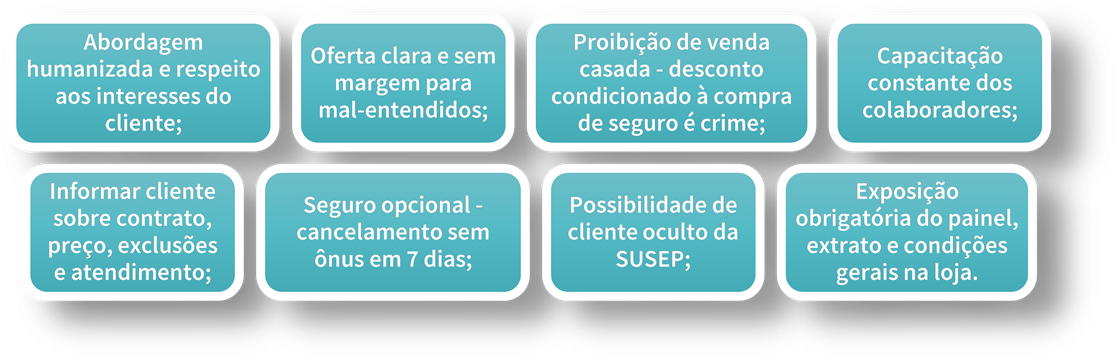 Abordagem
humanizada e respeito
aos interesses do
cliente;
Oferta clara e sem
margem para
mal-entendidos;
Proibição de venda
casada - desconto
condicionado à compra
de seguro é crime;
Capacitação
constante dos
colaboradores;
Informar cliente
sobre contrato,
preço, exclusões
e atendimento;
Seguro opcional -
cancelamento sem
ônus em 7 dias;
Possibilidade de
cliente oculto da
SUSEP;
Exposição
obrigatória do painel,
extrato e condições
gerais na loja.